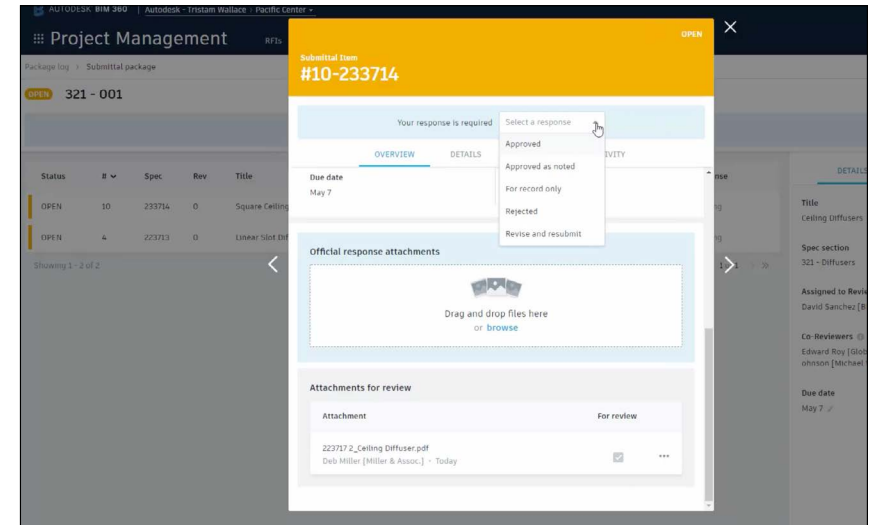 AUTODESK BIM 360 | Autodesk - Tristam Wallace | Pacific Center
Project Management
RFIs
Package log > Submittal package
OPEN 321 - 001
Status # Spec Rev Title
OPEN 10 233714 0 Square Ceiling
OPEN 4 223713 0 Linear Slot Dif
Showing 1 - 2 of 2
OPEN
Submittal Item
#10-233714
Your response is required Select a response
Approved
Approved as noted
For record only
Rejected
Revise and resubmit
OVERVIEW DETAILS IVITY
Due date
May 7
Official response attachments
Drag and drop files here
or browse
Attachments for review
Attachment For review
223717 2_Ceiling Diffuser.pdf
Deb Miller [Miller & Assoc.] - Today
nse
ng
ng
DETAILS
Title
Ceiling Diffusers
Spec section
321 - Diffusers
Assigned to Revie
David Sanchez [B
Co-Reviewers
Edward Roy [Glob
ohnson [Michael
Due date
May 7